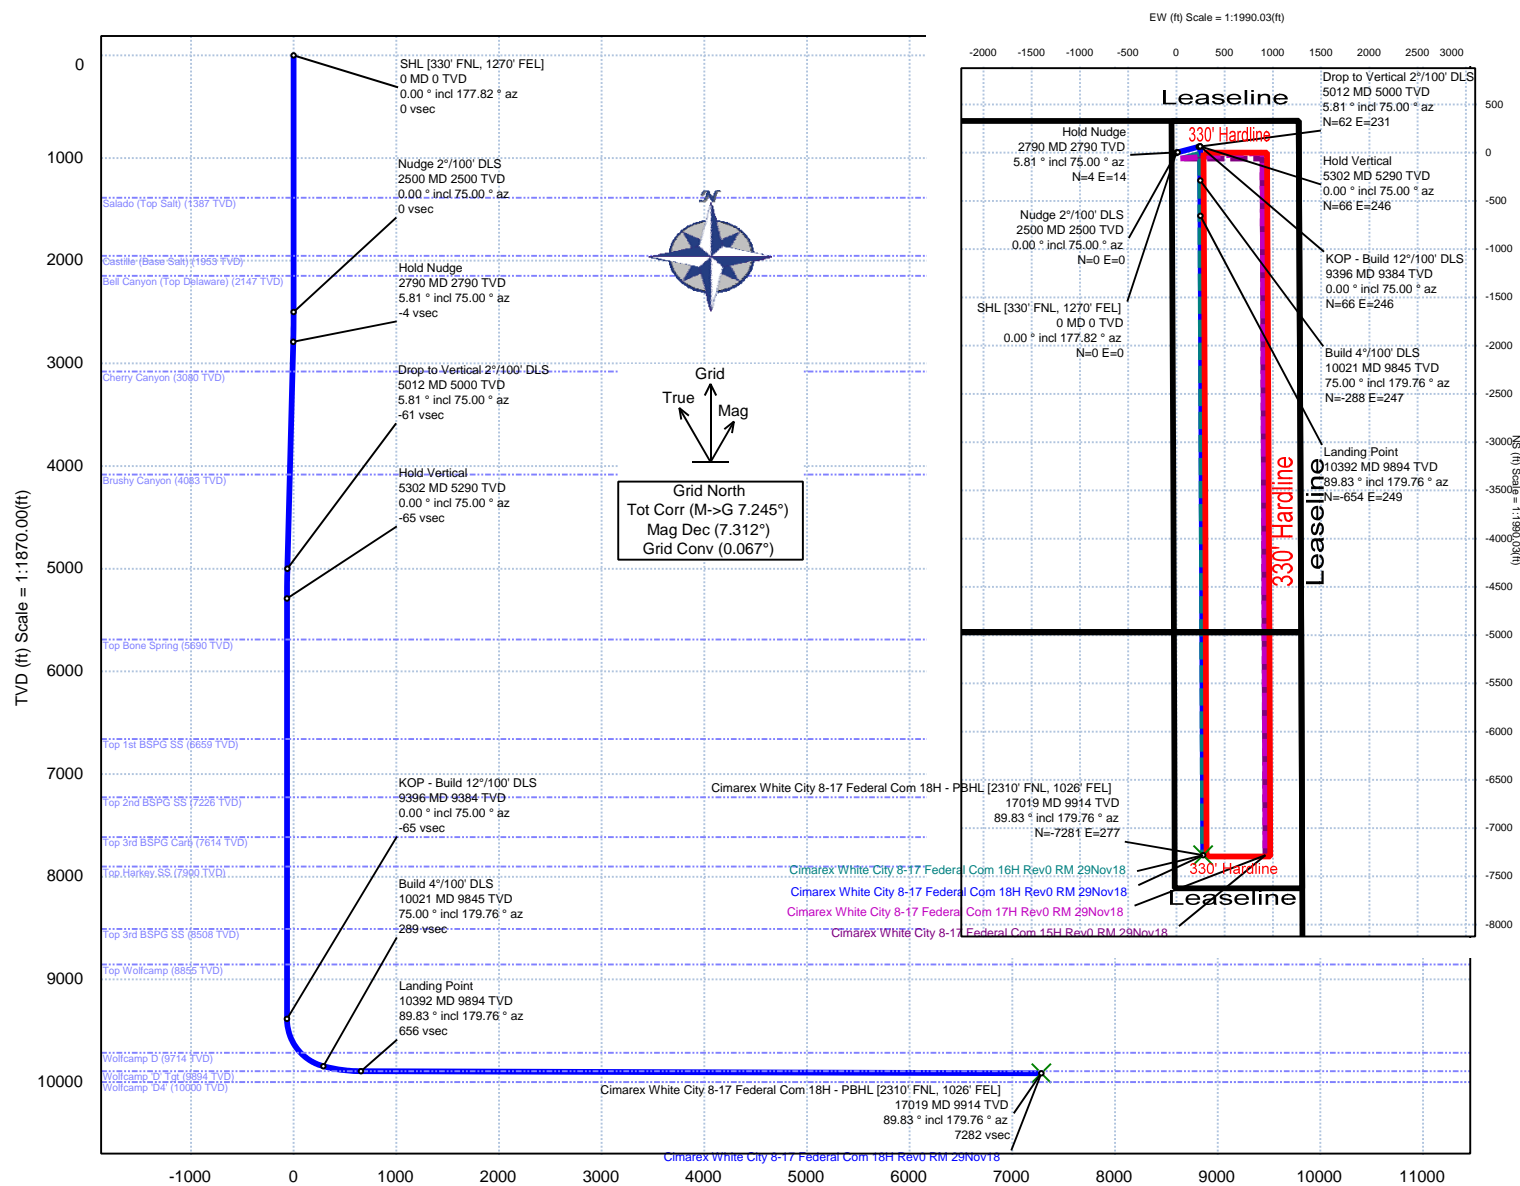 EW (ft) Scale = 1:1990.03(ft)
-2000 -1500 -1000 -500 0 500 1000 1500 2000 2500 3000
0
1000
2000
3000
4000
5000
6000
7000
8000
9000
10000
TVD (ft) Scale = 1:1870.00(ft)
-1000 0 1000 2000 3000 4000 5000 6000 7000 8000 9000 10000 11000
Salado (Top Salt) (1387 TVD)
Castille (Base Salt) (1953 TVD)
Bell Canyon (Top Delaware) (2147 TVD)
Cherry Canyon (3080 TVD)
Brushy Canyon (4083 TVD)
Top Bone Spring (5690 TVD)
Top 1st BSPG SS (6659 TVD)
Top 2nd BSPG SS (7226 TVD)
Top 3rd BSPG Carb (7614 TVD)
Top Harkey SS (7900 TVD)
Top 3rd BSPG SS (8508 TVD)
Top Wolfcamp (8855 TVD)
Wolfcamp D (9714 TVD)
Wolfcamp 'D' Tgt (9894 TVD)
Wolfcamp 'D4' (10000 TVD)
SHL [330' FNL, 1270' FEL]
0 MD 0 TVD
0.00 ° incl 177.82 ° az
0 vsec
Nudge 2°/100' DLS
2500 MD 2500 TVD
0.00 ° incl 75.00 ° az
0 vsec
Hold Nudge
2790 MD 2790 TVD
5.81 ° incl 75.00 ° az
-4 vsec
Drop to Vertical 2°/100' DLS
5012 MD 5000 TVD
5.81 ° incl 75.00 ° az
-61 vsec
Hold Vertical
5302 MD 5290 TVD
0.00 ° incl 75.00 ° az
-65 vsec
KOP - Build 12°/100' DLS
9396 MD 9384 TVD
0.00 ° incl 75.00 ° az
-65 vsec
Build 4°/100' DLS
10021 MD 9845 TVD
75.00 ° incl 179.76 ° az
289 vsec
Landing Point
10392 MD 9894 TVD
89.83 ° incl 179.76 ° az
656 vsec
Cimarex White City 8-17 Federal Com 18H - PBHL [2310' FNL, 1026' FEL]
17019 MD 9914 TVD
89.83 ° incl 179.76 ° az
7282 vsec
Cimarex White City 8-17 Federal Com 18H Rev0 RM 29Nov18
N
Grid
True
Mag
Grid North
Tot Corr (M->G 7.245°)
Mag Dec (7.312°)
Grid Conv (0.067°)
Leaseline
330' Hardline
Hold Nudge
2790 MD 2790 TVD
5.81 ° incl 75.00 ° az
N=4 E=14
Nudge 2°/100' DLS
2500 MD 2500 TVD
0.00 ° incl 75.00 ° az
N=0 E=0
SHL [330' FNL, 1270' FEL]
0 MD 0 TVD
0.00 ° incl 177.82 ° az
N=0 E=0
Drop to Vertical 2°/100' DLS
5012 MD 5000 TVD
5.81 ° incl 75.00 ° az
N=62 E=231
Hold Vertical
5302 MD 5290 TVD
0.00 ° incl 75.00 ° az
N=66 E=246
KOP - Build 12°/100' DLS
9396 MD 9384 TVD
0.00 ° incl 75.00 ° az
N=66 E=246
Build 4°/100' DLS
10021 MD 9845 TVD
75.00 ° incl 179.76 ° az
N=-288 E=247
Landing Point
10392 MD 9894 TVD
89.83 ° incl 179.76 ° az
N=-654 E=249
330' Hardline
Leaseline
Cimarex White City 8-17 Federal Com 18H - PBHL [2310' FNL, 1026' FEL]
17019 MD 9914 TVD
89.83 ° incl 179.76 ° az
N=-7281 E=277
Cimarex White City 8-17 Federal Com 16H Rev0 RM 29Nov18
330' Hardline
Cimarex White City 8-17 Federal Com 18H Rev0 RM 29Nov18
Leaseline
Cimarex White City 8-17 Federal Com 17H Rev0 RM 29Nov18
Cimarex White City 8-17 Federal Com 15H Rev0 RM 29Nov18
500
0
-500
-1000
-1500
-2000
-2500
-3000
-3500
-4000
-4500
-5000
-5500
-6000
-6500
-7000
-7500
-8000
NS (ft) Scale = 1:1990.03(ft)